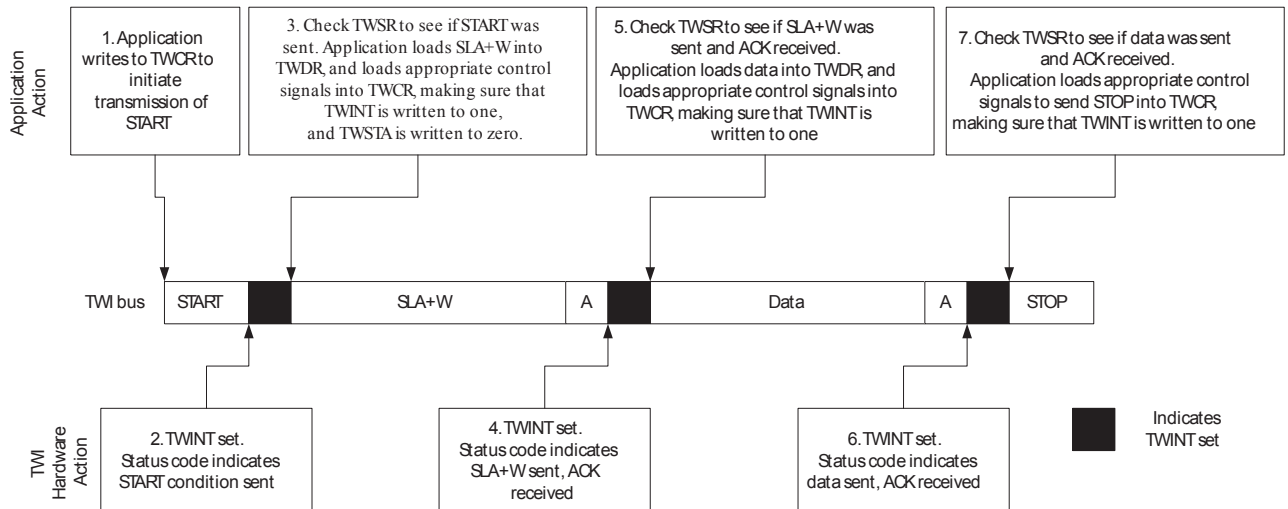 Application
Action
1. Application
writes to TWCR to
initiate
transmission of
START
3. Check TWSR to see if START was
sent. Application loads SLA+W into
TWDR, and loads appropriate control
signals into TWCR, making sure that
TWINT is written to one,
and TWSTA is written to zero.
5. Check TWSR to see if SLA+W was
sent and ACK received.
Application loads data into TWDR, and
loads appropriate control signals into
TWCR, making sure that TWINT is
written to one
7. Check TWSR to see if data was sent
and ACK received.
Application loads appropriate control
signals to send STOP into TWCR,
making sure that TWINT is written to one
TWI bus
START
SLA+W
A
Data
A
STOP
TWI
Hardware
Action
2. TWINT set.
Status code indicates
START condition sent
4. TWINT set.
Status code indicates
SLA+W sent, ACK
received
6. TWINT set.
Status code indicates
data sent, ACK received
Indicates
TWINT set